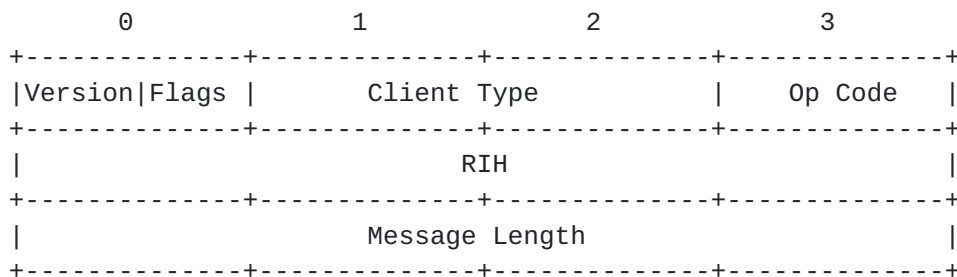 0 1 2 3
+--------------+--------------+--------------+--------------+
|Version|Flags | Client Type | Op Code |
+--------------+--------------+--------------+--------------+
| RIH |
+--------------+--------------+--------------+--------------+
| Message Length |
+--------------+--------------+--------------+--------------+